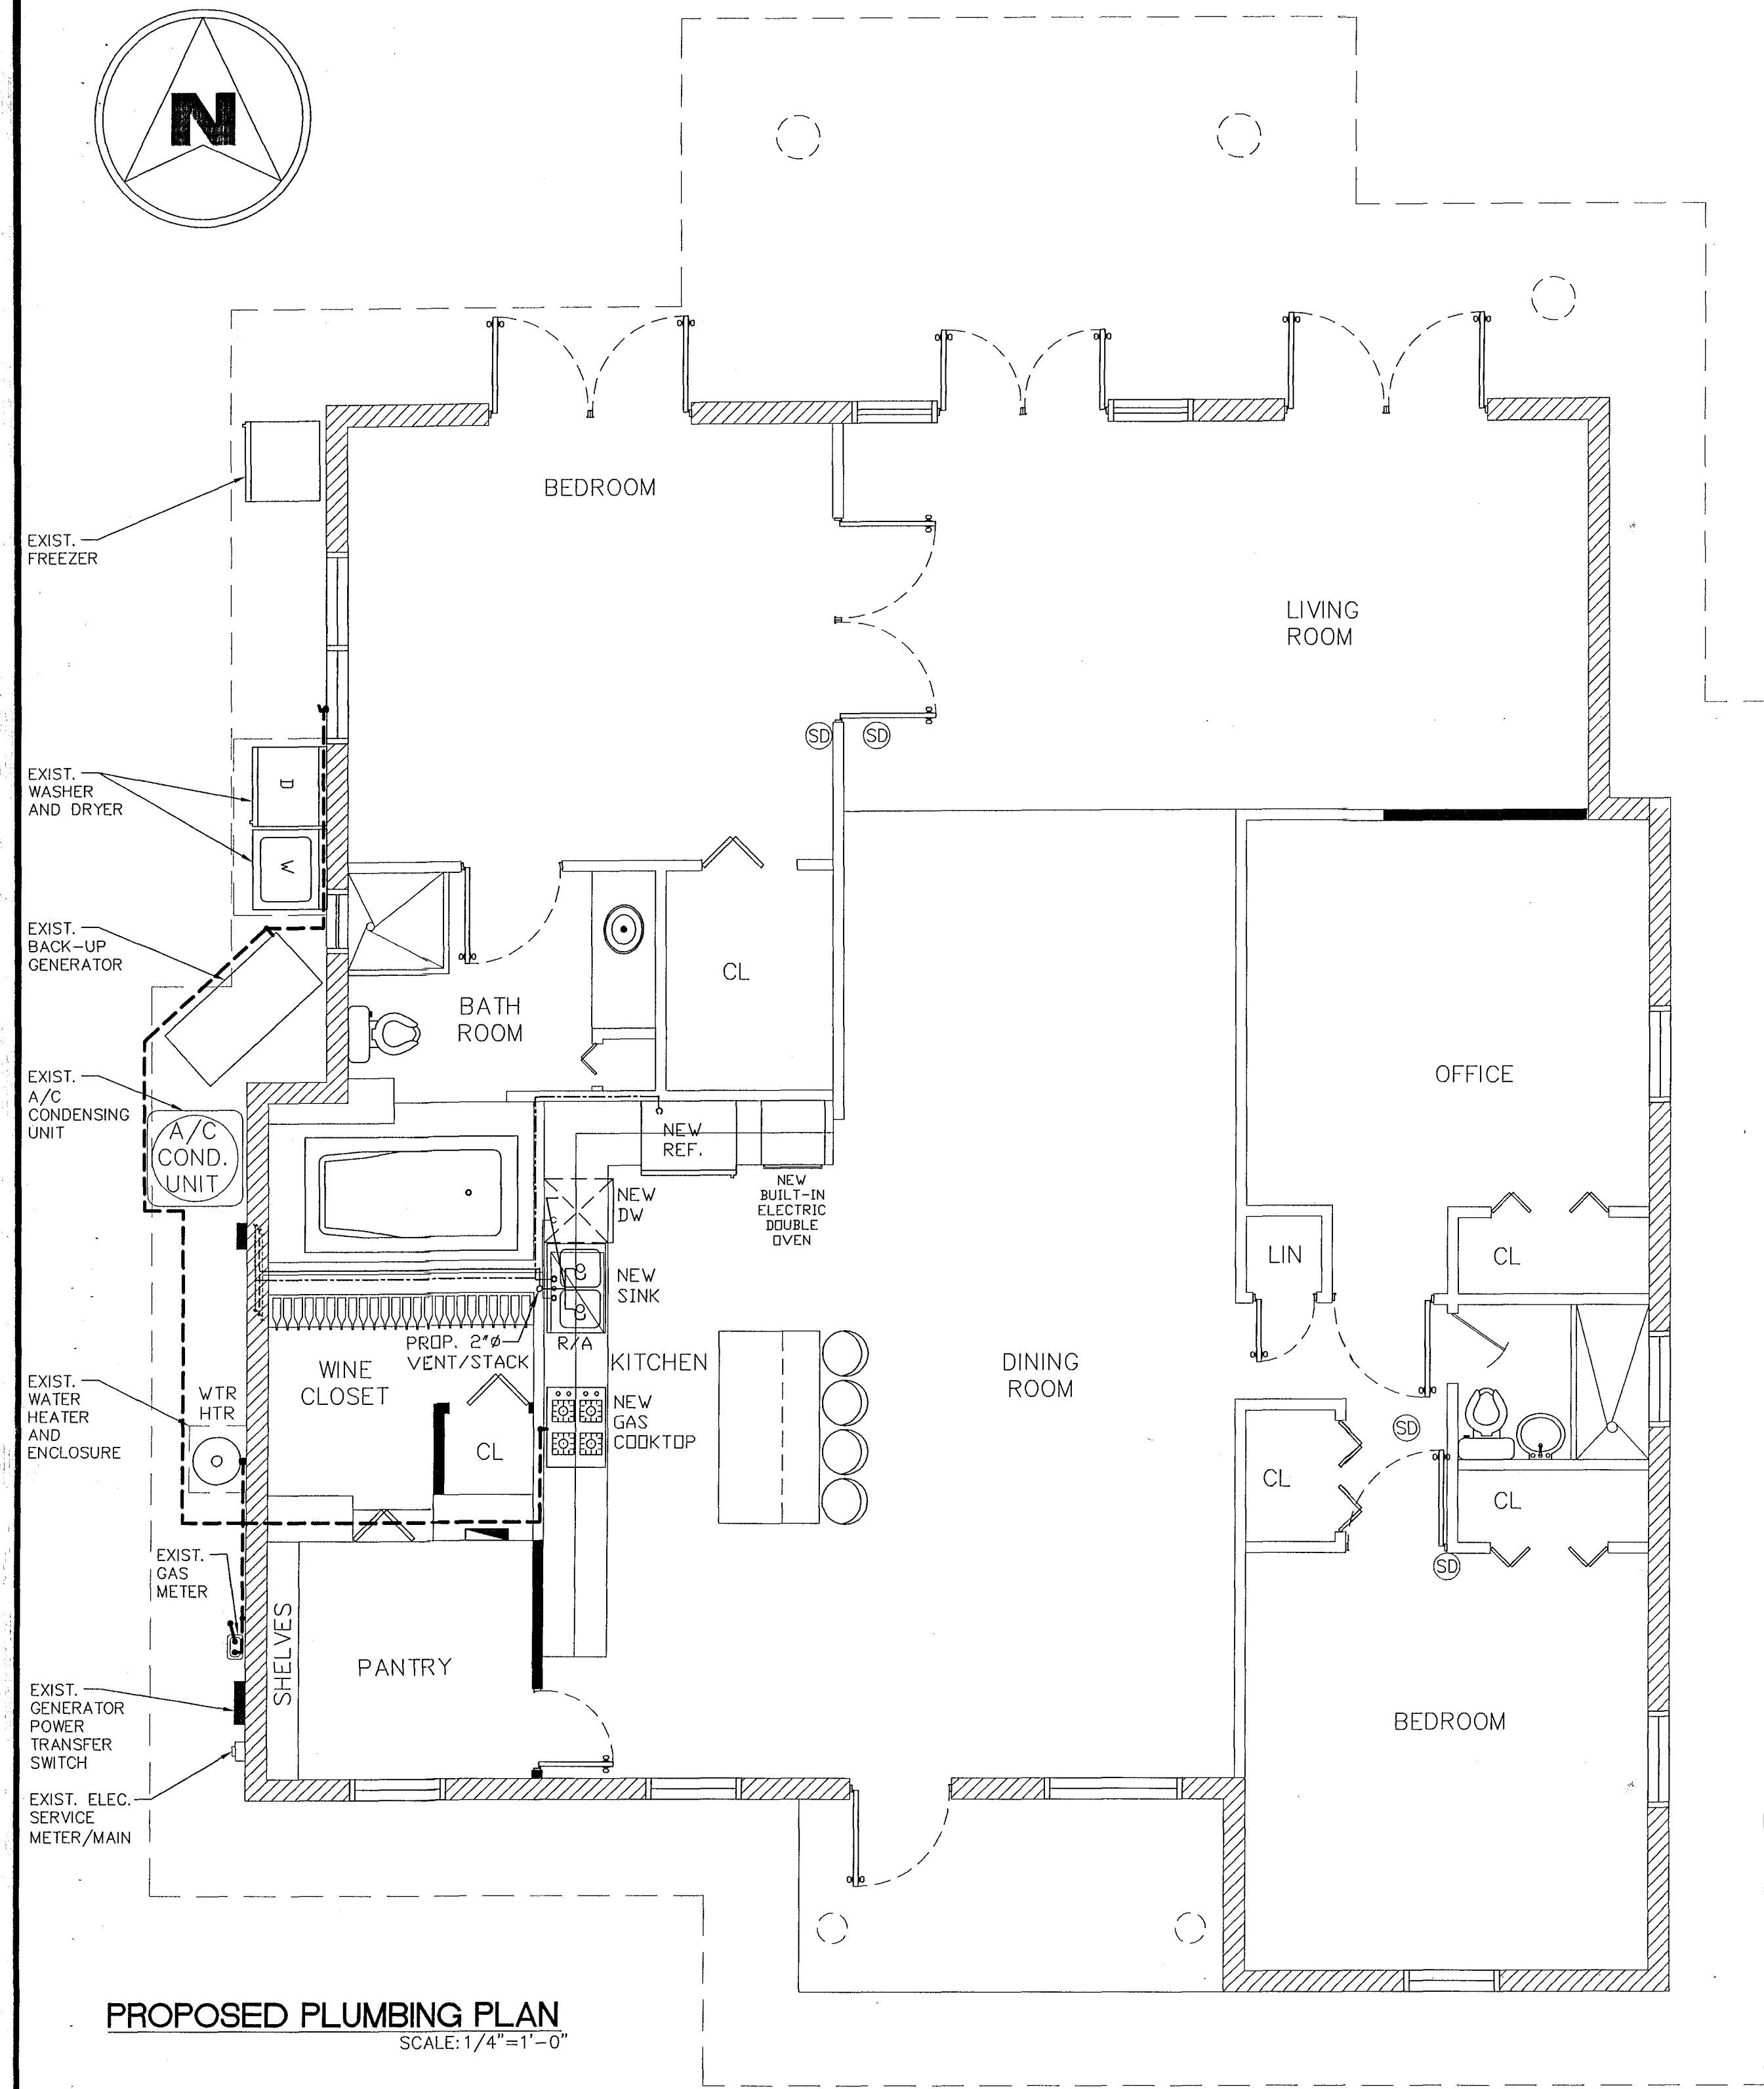 N
BEDROOM
EXIST.
FREEZER
LIVING
ROOM
SD
SD
EXIST.
WASHER
AND DRYER
D
W
EXIST.
BACK-UP
GENERATOR
CL
BATH
ROOM
OFFICE
EXIST.
A/C
CONDENSING
UNIT
A/C
COND.
UNIT
NEW
REF.
NEW
BUILT-IN
ELECTRIC
DOUBLE
OVEN
NEW
DW
NEW
SINK
R/A
PROP. 2"ø
VENT/STACK
LIN
CL
WINE
CLOSET
KITCHEN
DINING
ROOM
EXIST.
WATER
HEATER
AND
ENCLOSURE
WTR
HTR
NEW
GAS
COOKTOP
CL
SD
CL
CL
SD
EXIST.
GAS
METER
SHELVES
PANTRY
BEDROOM
EXIST.
GENERATOR
POWER
TRANSFER
SWITCH
EXIST. ELEC.
SERVICE
METER/MAIN
PROPOSED PLUMBING PLAN
SCALE: 1/4"=1'-0"